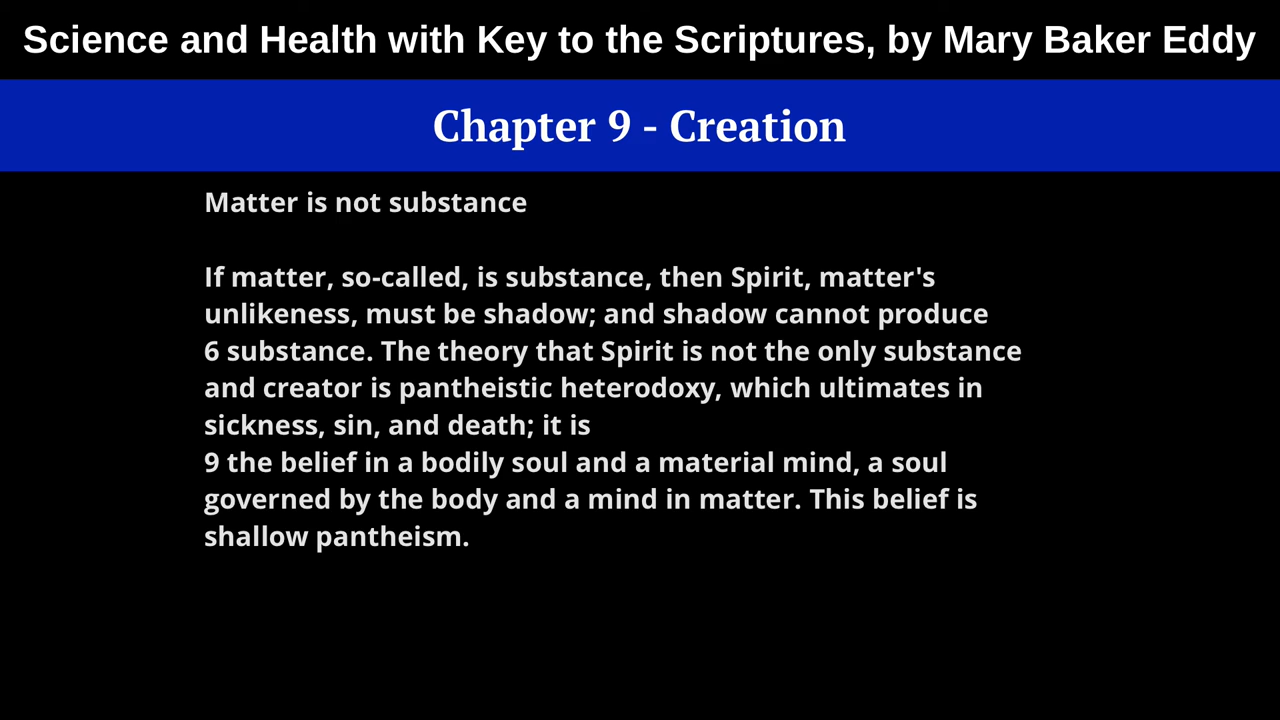 Science and Health with Key to the Scriptures, by Mary Baker Eddy
Chapter 9 - Creation
Matter is not substance
If matter, so-called, is substance, then Spirit, matter's
unlikeness, must be shadow; and shadow cannot produce
6 substance. The theory that Spirit is not the only substance
and creator is pantheistic heterodoxy, which ultimates in
sickness, sin, and death; it is
9 the belief in a bodily soul and a material mind, a soul
governed by the body and a mind in matter. This belief is
shallow pantheism.